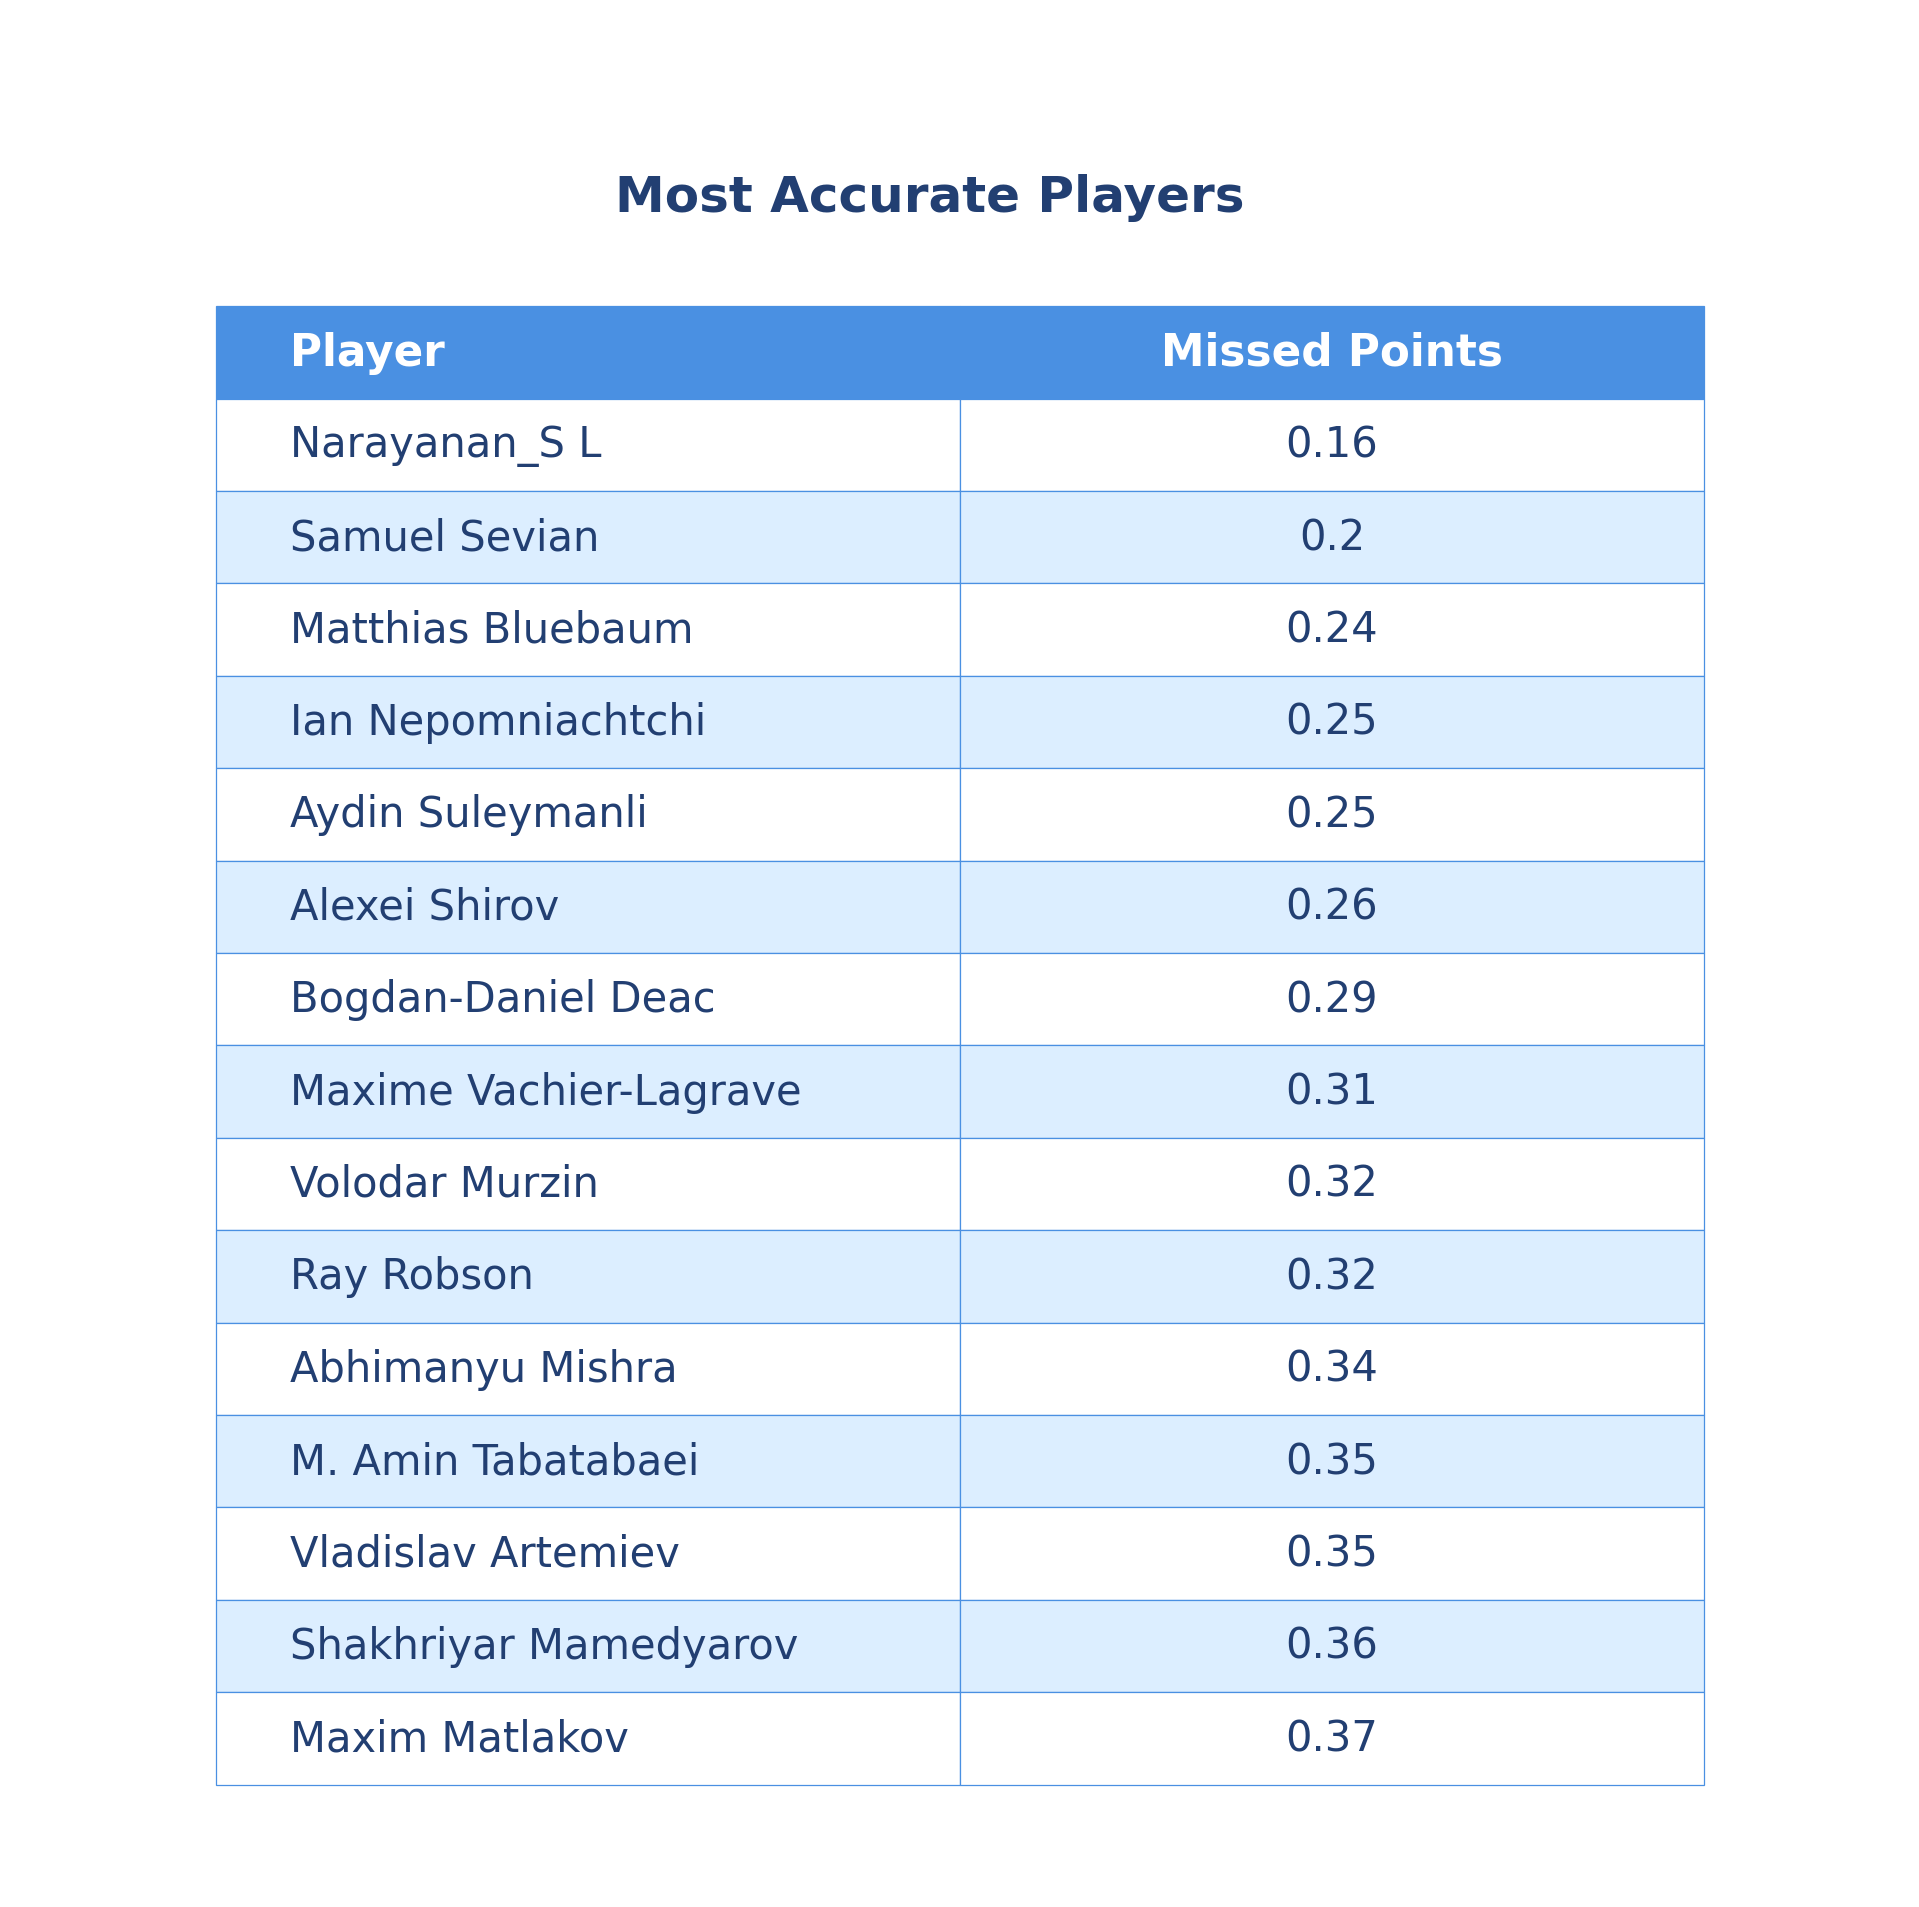 Most Accurate Players
Player Missed Points
Narayanan_S L 0.16
Samuel Sevian 0.2
Matthias Bluebaum 0.24
Ian Nepomniachtchi 0.25
Aydin Suleymanli 0.25
Alexei Shirov 0.26
Bogdan-Daniel Deac 0.29
Maxime Vachier-Lagrave 0.31
Volodar Murzin 0.32
Ray Robson 0.32
Abhimanyu Mishra 0.34
M. Amin Tabatabaei 0.35
Vladislav Artemiev 0.35
Shakhriyar Mamedyarov 0.36
Maxim Matlakov 0.37